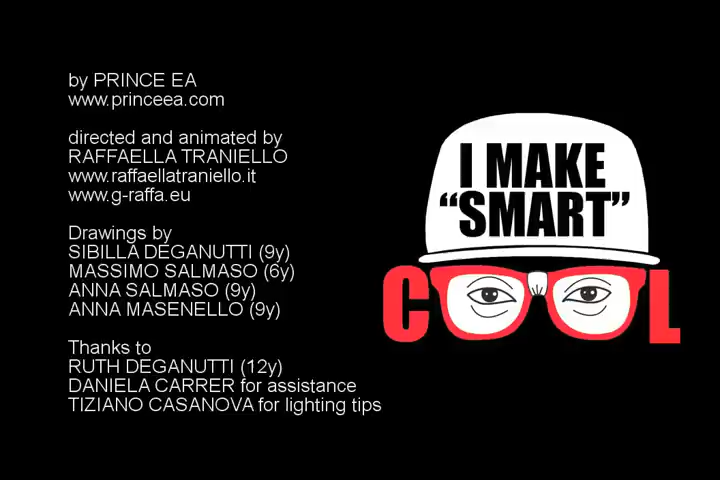 by PRINCE EA
www.princeea.com
directed and animated by
RAFFAELLA TRANIELLO
www.raffaellatraniello.it
www.g-raffa.eu
Drawings by
SIBILLA DEGANUTTI (9y)
MASSIMO SALMASO (6y)
ANNA SALMASO (9y)
ANNA MASENELLO (9y)
Thanks to
RUTH DEGANUTTI (12y)
DANIELA CARRER for assistance
TIZIANO CASANOVA for lighting tips
I MAKE
“SMART”
COOL